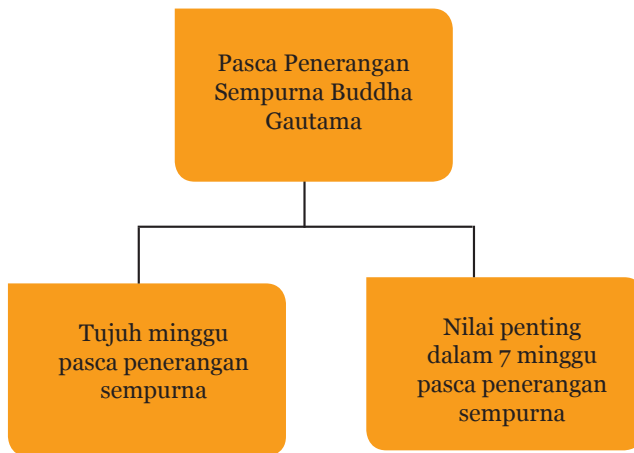 Pasca Penerangan
Sempurna Buddha
Gautama
Tujuh minggu
pasca penerangan
sempurna
Nilai penting
dalam 7 minggu
pasca penerangan
sempurna